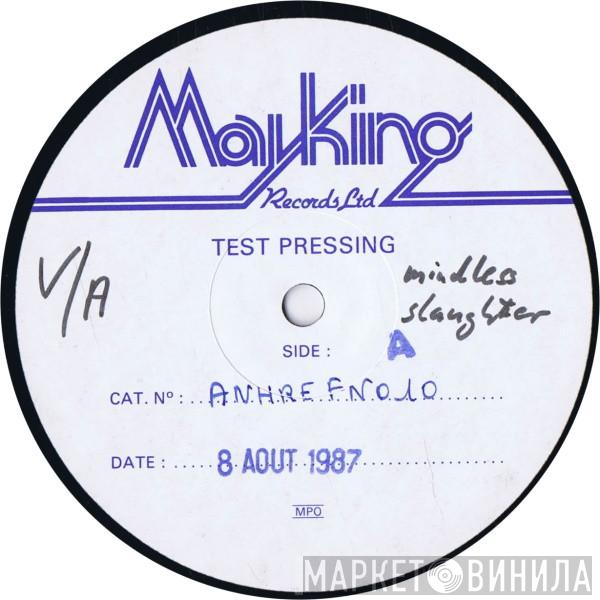 Mayking
Records Ltd
TEST PRESSING
V/A
mindless
slaughter
SIDE : A
CAT. Nº : ANHREFN010
DATE : 8 AOUT 1987
MPO
МАРКЕТ ВИНИЛА